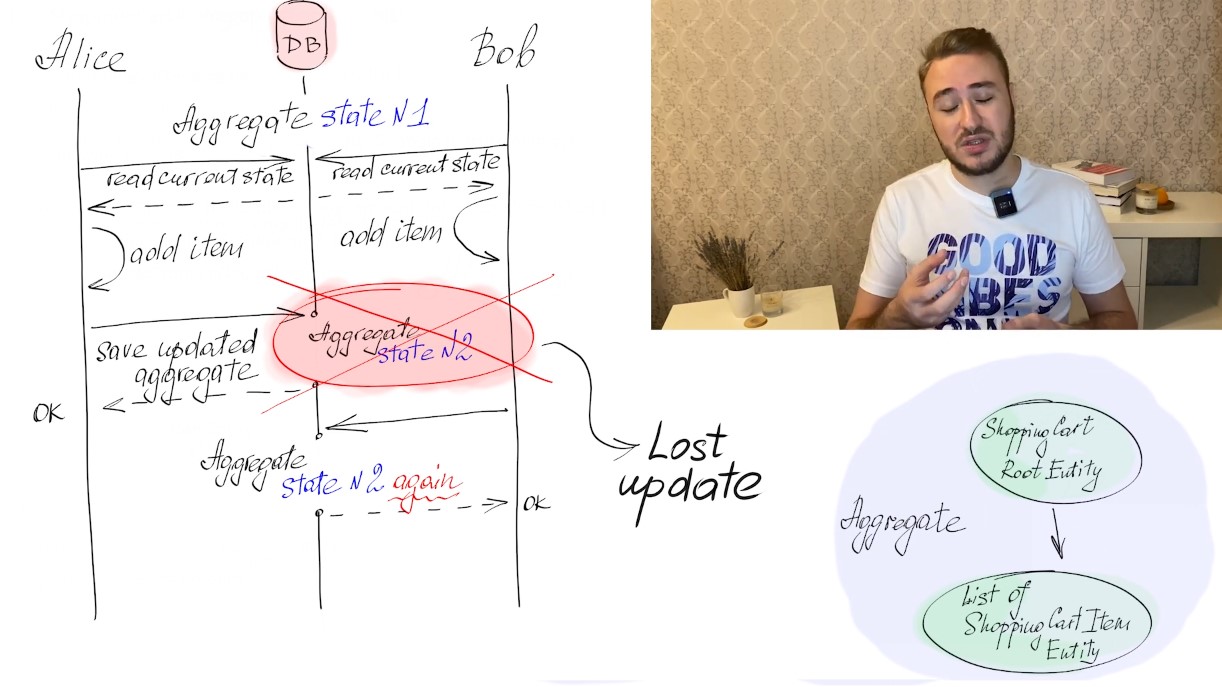 Alice
DB
Bob
Aggregate state N1
read current state
read current state
add item
add item
Aggregate
state N2
save updated
aggregate
OK
Aggregate
state N2 again
OK
Lost
update
GOOD
Shopping Cart
Root Entity
Aggregate
List of
Shopping Cart Item
Entity